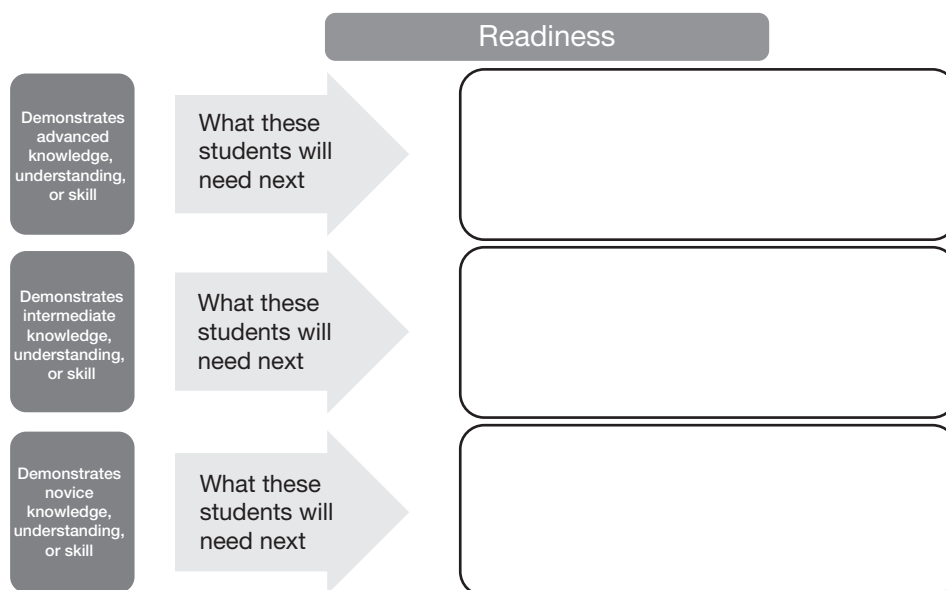 Readiness
Demonstrates
advanced
knowledge,
understanding,
or skill
What these
students will
need next
Demonstrates
intermediate
knowledge,
understanding,
or skill
What these
students will
need next
Demonstrates
novice
knowledge,
understanding,
or skill
What these
students will
need next